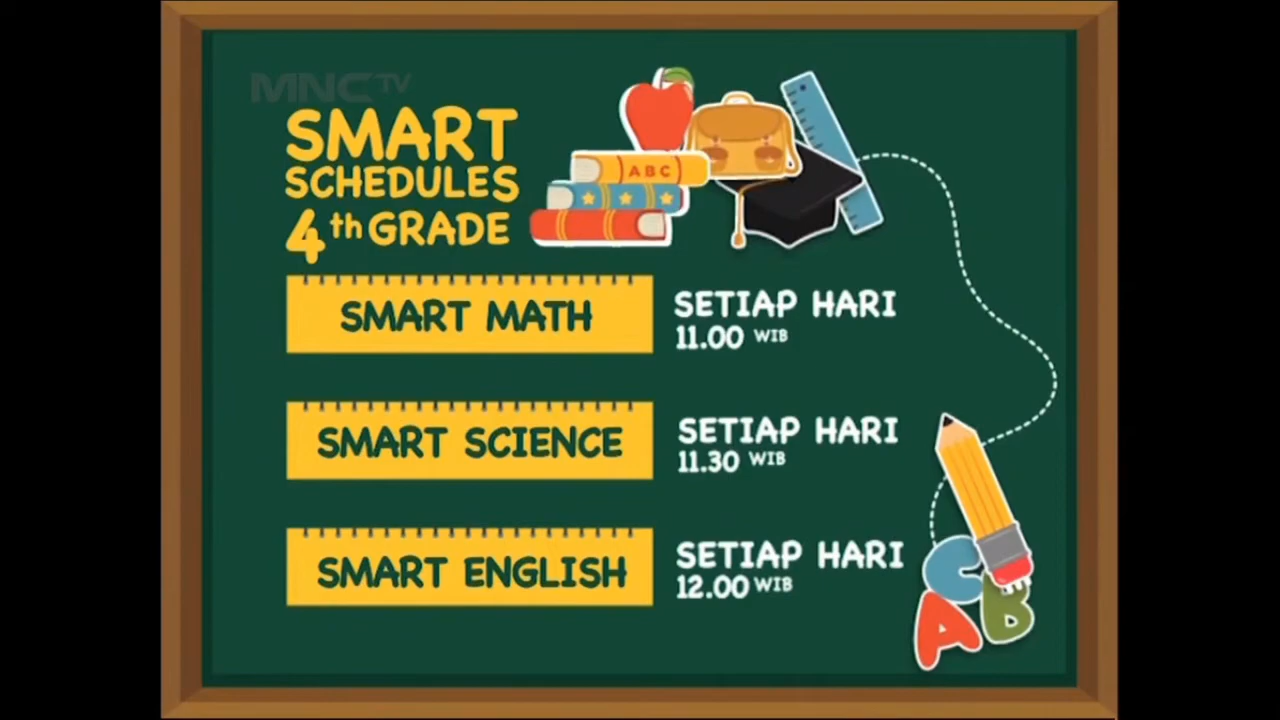 MNCTV
SMART
SCHEDULES
4th GRADE
ABC
SMART MATH
SETIAP HARI
11.00 WIB
SMART SCIENCE
SETIAP HARI
11.30 WIB
SMART ENGLISH
SETIAP HARI
12.00 WIB
C
A B